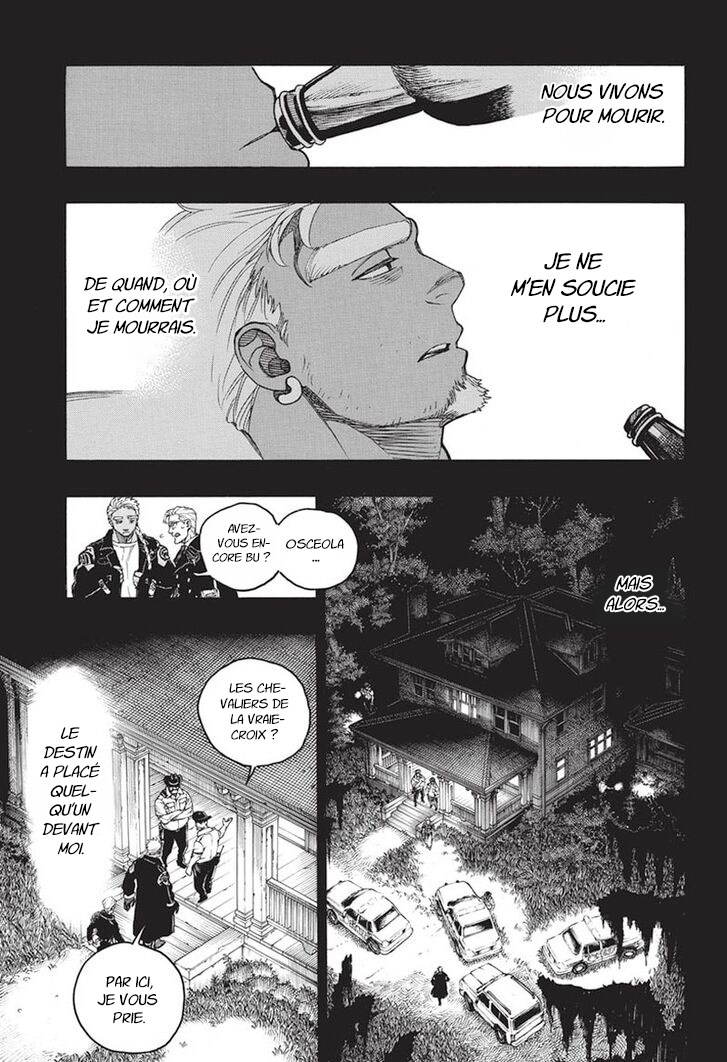 NOUS VIVONS
POUR MOURIR.
JE NE
M'EN SOUCIE
PLUS...
DE QUAND, OÙ
ET COMMENT
JE MOURRAIS.
MAIS
ALORS...
OSCEOLA
...
AVEZ-
VOUS EN-
CORE BU ?
LES CHE-
VALIERS DE
LA VRAIE-
CROIX ?
LE
DESTIN
A PLACÉ
QUEL-
QU'UN
DEVANT
MOI.
PAR ICI,
JE VOUS
PRIE.